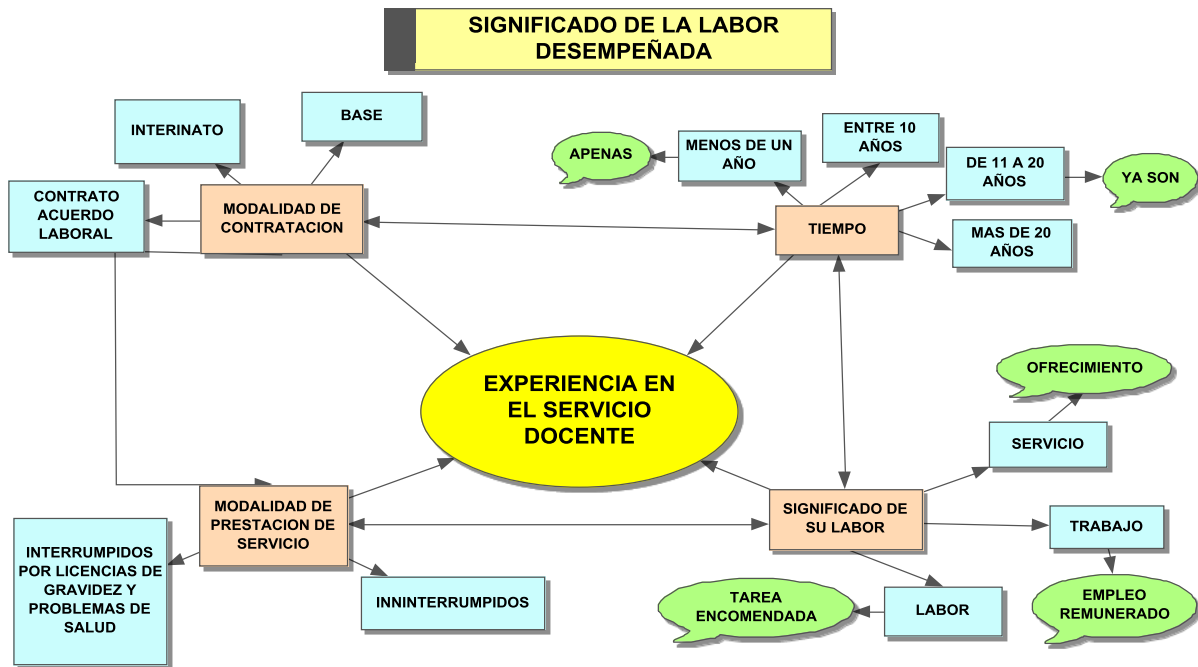 SIGNIFICADO DE LA LABOR
DESEMPEÑADA
INTERINATO
BASE
CONTRATO
ACUERDO
LABORAL
MODALIDAD DE
CONTRATACION
APENAS
MENOS DE UN
AÑO
ENTRE 10
AÑOS
DE 11 A 20
AÑOS
YA SON
TIEMPO
MAS DE 20
AÑOS
EXPERIENCIA EN
EL SERVICIO
DOCENTE
OFRECIMIENTO
SERVICIO
MODALIDAD DE
PRESTACION DE
SERVICIO
SIGNIFICADO DE
SU LABOR
TRABAJO
INTERRUMPIDOS
POR LICENCIAS DE
GRAVIDEZ Y
PROBLEMAS DE
SALUD
INNINTERRUMPIDOS
TAREA
ENCOMENDADA
LABOR
EMPLEO
REMUNERADO